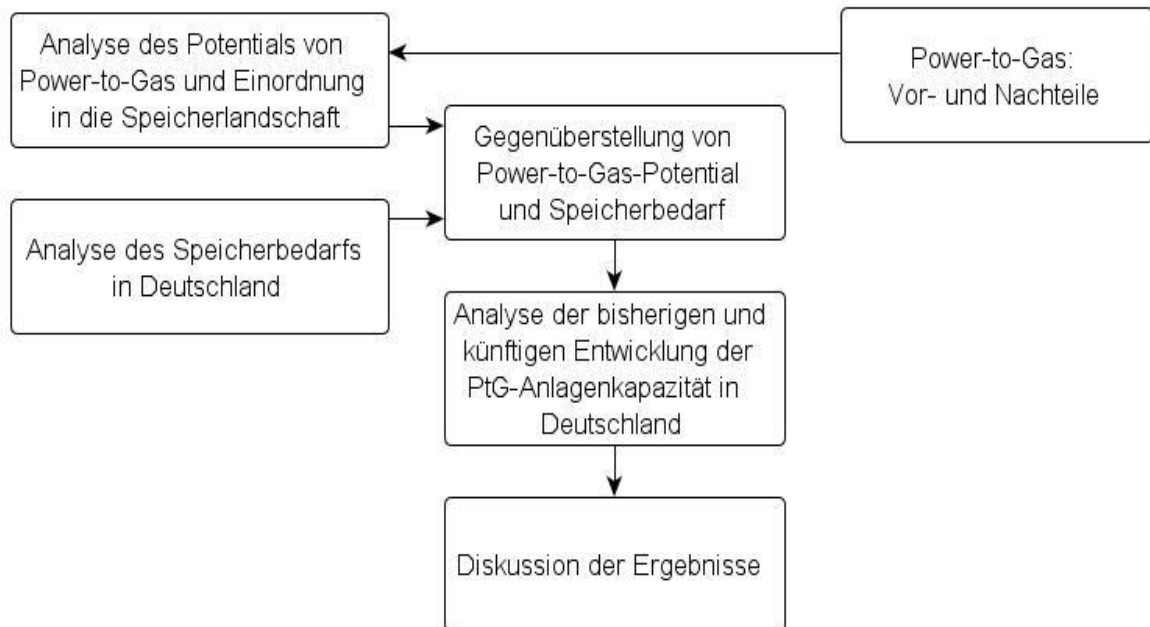 Analyse des Potentials von
Power-to-Gas und Einordnung
in die Speicherlandschaft
Power-to-Gas:
Vor- und Nachteile
Gegenüberstellung von
Power-to-Gas-Potential
und Speicherbedarf
Analyse des Speicherbedarfs
in Deutschland
Analyse der bisherigen und
künftigen Entwicklung der
PtG-Anlagenkapazität in
Deutschland
Diskussion der Ergebnisse